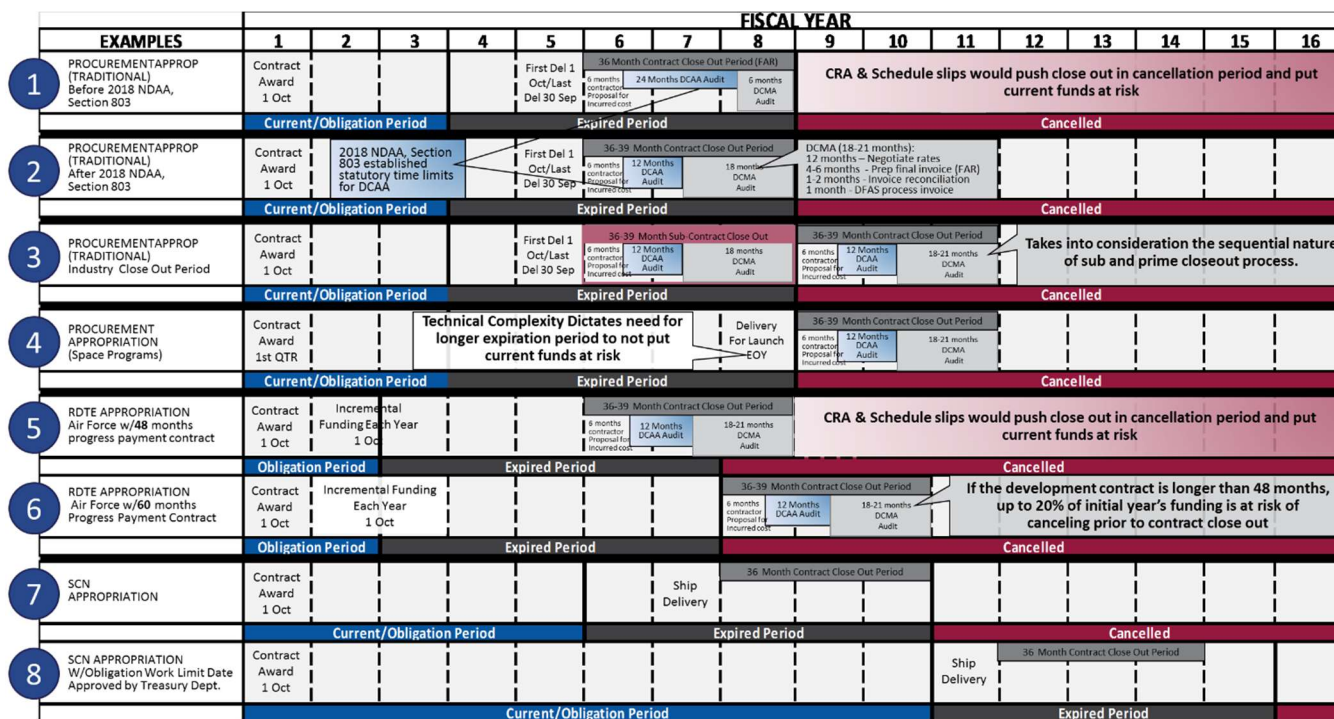 FISCAL YEAR
EXAMPLES 1 2 3 4 5 6 7 8 9 10 11 12 13 14 15 16
1
PROCUREMENTAPPROP
(TRADITIONAL)
Before 2018 NDAA,
Section 803
Contract
Award
1 Oct
First Del 1
Oct/Last
Del 30 Sep
36 Month Contract Close Out Period (FAR)
6 months
contractor
Proposal for
Incurred cost
24 Months DCAA Audit
6 months
DCMA
Audit
CRA & Schedule slips would push close out in cancellation period and put
current funds at risk
Current/Obligation Period
Expired Period
Cancelled
2
PROCUREMENTAPPROP
(TRADITIONAL)
After 2018 NDAA,
Section 803
Contract
Award
1 Oct
2018 NDAA, Section
803 established
statutory time limits
for DCAA
First Del 1
Oct/Last
Del 30 Sep
36-39 Month Contract Close Out Period
6 months
contractor
Proposal for
Incurred cost
12 Months
DCAA
Audit
18 months
DCMA
Audit
DCMA (18-21 months):
12 months – Negotiate rates
4-6 months - Prep final invoice (FAR)
1-2 months - Invoice reconciliation
1 month - DFAS process invoice
Current/Obligation Period
Expired Period
Cancelled
3
PROCUREMENTAPPROP
(TRADITIONAL)
Industry Close Out Period
Contract
Award
1 Oct
First Del 1
Oct/Last
Del 30 Sep
36-39 Month Sub-Contract Close Out
6 months
contractor
Proposal for
Incurred cost
12 Months
DCAA
Audit
18 months
DCMA
Audit
36-39 Month Contract Close Out Period
6 months
contractor
Proposal for
Incurred cost
12 Months
DCAA
Audit
18-21 months
DCMA
Audit
Takes into consideration the sequential nature
of sub and prime closeout process.
Current/Obligation Period
Expired Period
Cancelled
4
PROCUREMENT
APPROPRIATION
(Space Programs)
Contract
Award
1st QTR
Technical Complexity Dictates need for
longer expiration period to not put
current funds at risk
Delivery
For Launch
EOY
36-39 Month Contract Close Out Period
6 months
contractor
Proposal for
Incurred cost
12 Months
DCAA
Audit
18-21 months
DCMA
Audit
Current/Obligation Period
Expired Period
Cancelled
5
RDTE APPROPRIATION
Air Force w/48 months
progress payment contract
Contract
Award
1 Oct
Incremental
Funding Each Year
1 Oct
36-39 Month Contract Close Out Period
6 months
contractor
Proposal for
Incurred cost
12 Months
DCAA Audit
18-21 months
DCMA
Audit
CRA & Schedule slips would push close out in cancellation period and put
current funds at risk
Obligation Period
Expired Period
Cancelled
6
RDTE APPROPRIATION
Air Force w/60 months
Progress Payment Contract
Contract
Award
1 Oct
Incremental Funding
Each Year
1 Oct
36-39 Month Contract Close Out Period
6 months
contractor
Proposal for
Incurred cost
12 Months
DCAA Audit
18-21 months
DCMA
Audit
If the development contract is longer than 48 months,
up to 20% of initial year's funding is at risk of
canceling prior to contract close out
Obligation Period
Expired Period
Cancelled
7
SCN
APPROPRIATION
Contract
Award
1 Oct
Ship
Delivery
36 Month Contract Close Out Period
Current/Obligation Period
Expired Period
Cancelled
8
SCN APPROPRIATION
W/Obligation Work Limit Date
Approved by Treasury Dept.
Contract
Award
1 Oct
Ship
Delivery
36 Month Contract Close Out Period
Current/Obligation Period
Expired Period